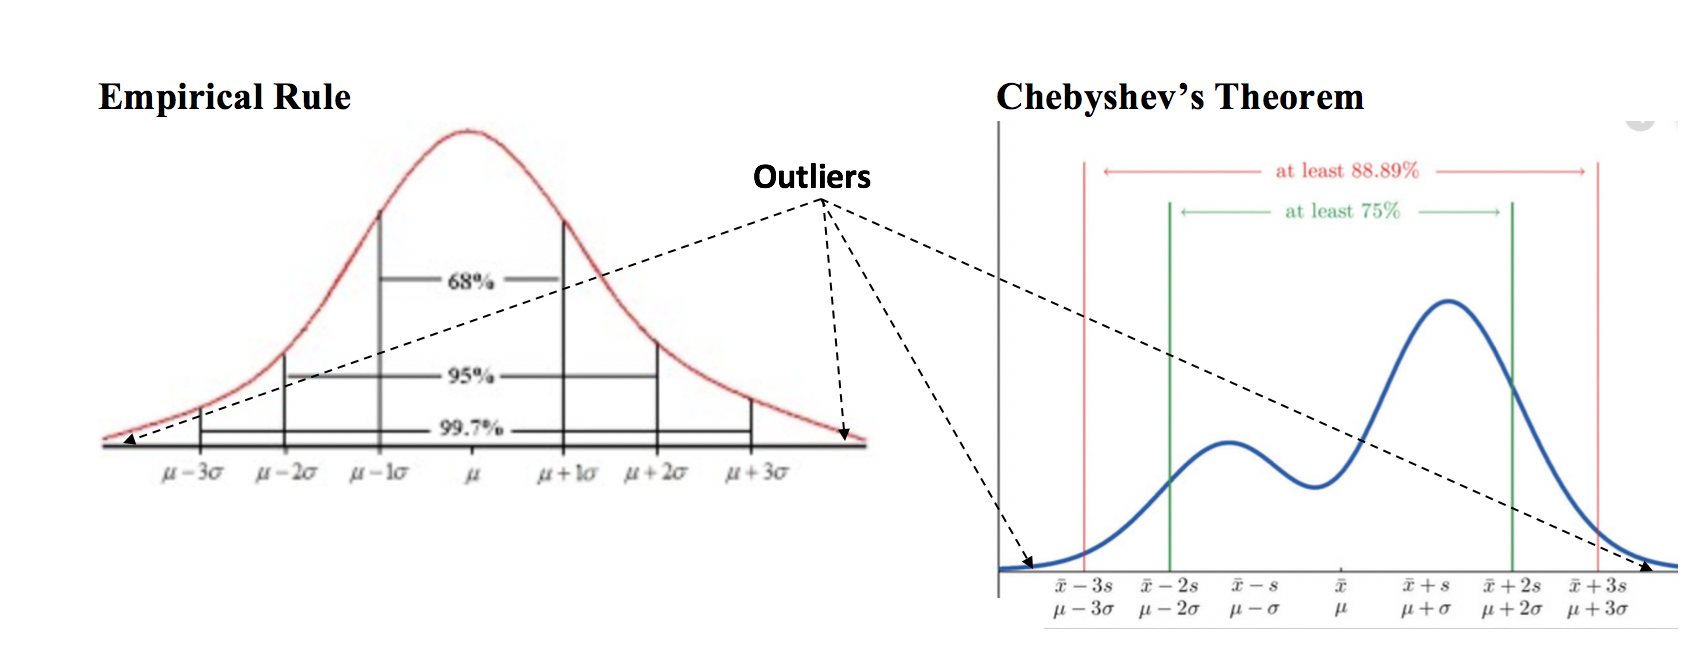 Empirical Rule
68%
95%
99.7%
μ−3σ μ−2σ μ−1σ μ μ+1σ μ+2σ μ+3σ
Outliers
Chebyshev’s Theorem
at least 88.89%
at least 75%
x̄ − 3s x̄ − 2s x̄ − s x̄ x̄ + s x̄ + 2s x̄ + 3s
μ − 3σ μ − 2σ μ − σ μ μ + σ μ + 2σ μ + 3σ